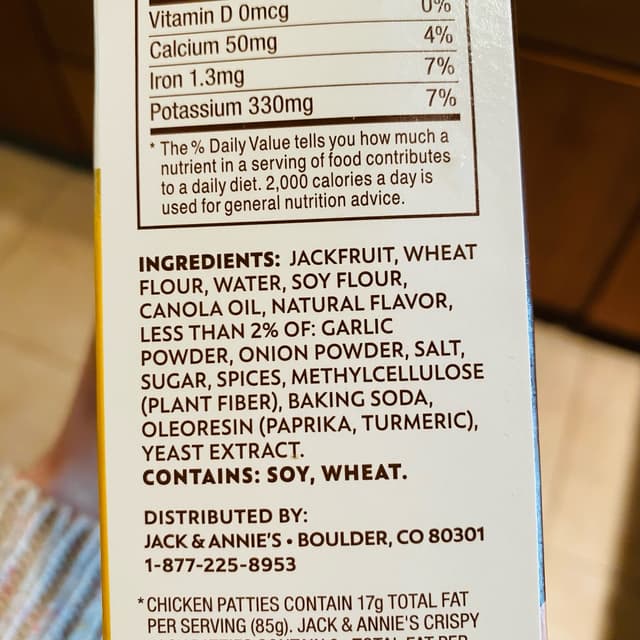 Vitamin D 0mcg 0%
Calcium 50mg 4%
Iron 1.3mg 7%
Potassium 330mg 7%
* The % Daily Value tells you how much a
nutrient in a serving of food contributes
to a daily diet. 2,000 calories a day is
used for general nutrition advice.
INGREDIENTS: JACKFRUIT, WHEAT
FLOUR, WATER, SOY FLOUR,
CANOLA OIL, NATURAL FLAVOR,
LESS THAN 2% OF: GARLIC
POWDER, ONION POWDER, SALT,
SUGAR, SPICES, METHYLCELLULOSE
(PLANT FIBER), BAKING SODA,
OLEORESIN (PAPRIKA, TURMERIC),
YEAST EXTRACT.
CONTAINS: SOY, WHEAT.
DISTRIBUTED BY:
JACK & ANNIE'S • BOULDER, CO 80301
1-877-225-8953
*CHICKEN PATTIES CONTAIN 17g TOTAL FAT
PER SERVING (85g). JACK & ANNIE'S CRISPY